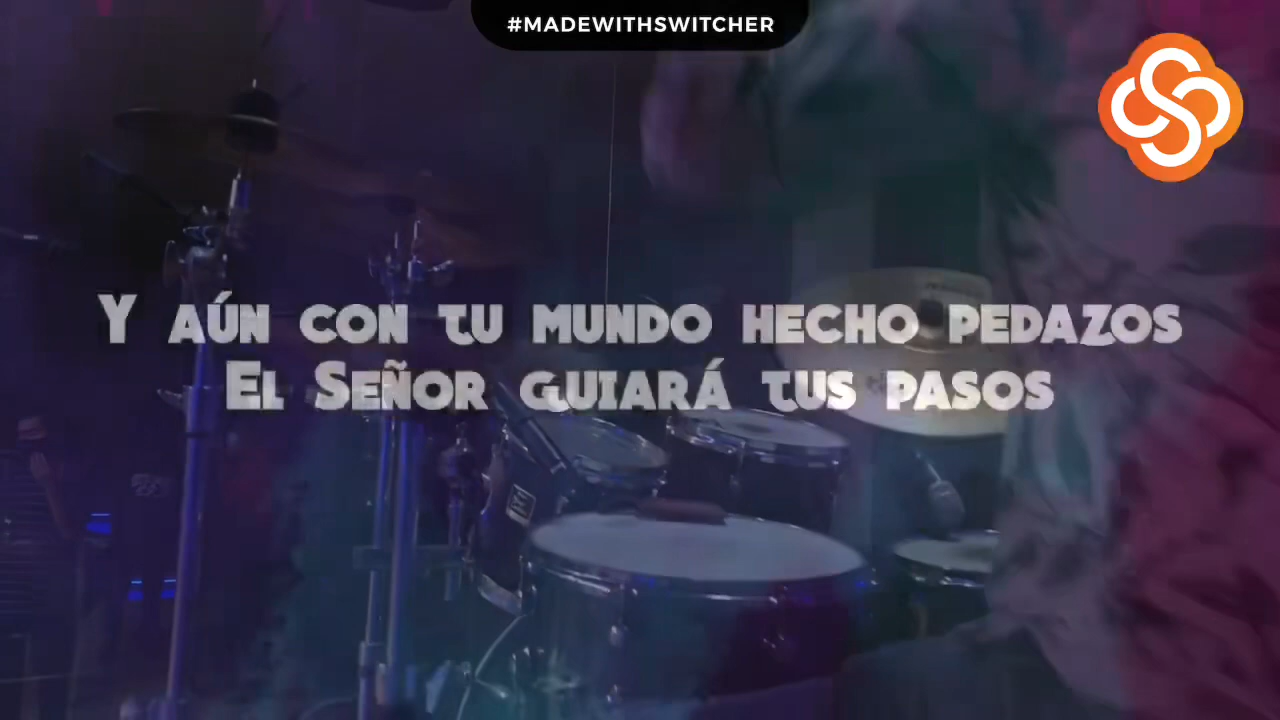 #MADEWITHSWITCHER
Y aún con tu mundo hecho pedazos
El Señor guiará tus pasos